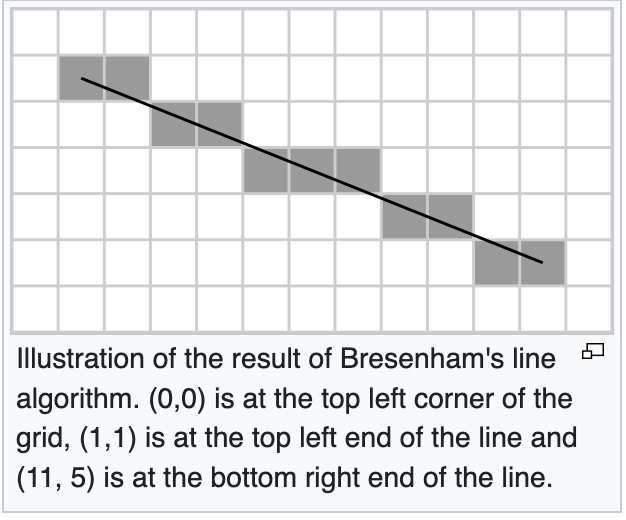 Illustration of the result of Bresenham's line
algorithm. (0,0) is at the top left corner of the
grid, (1,1) is at the top left end of the line and
(11, 5) is at the bottom right end of the line.